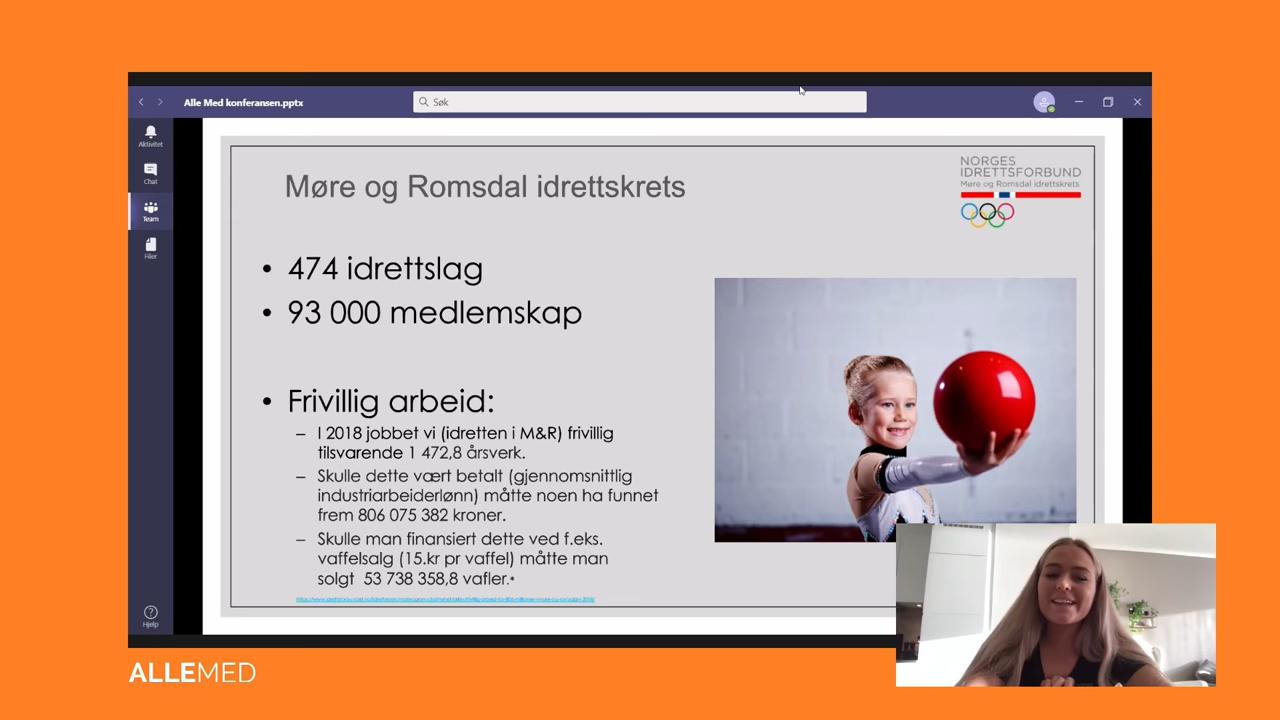 Alle Med konferansen.pptx
Søk
Aktivitet
Chat
Team
Filer
Hjelp
Møre og Romsdal idrettskrets
NORGES
IDRETTSFORBUND
Møre og Romsdal idrettskrets
• 474 idrettslag
• 93 000 medlemskap
• Frivillig arbeid:
– I 2018 jobbet vi (idretten i M&R) frivillig
tilsvarende 1 472,8 årsverk.
– Skulle dette vært betalt (gjennomsnittlig
industriarbeiderlønn) måtte noen ha funnet
frem 806 075 382 kroner.
– Skulle man finansiert dette ved f.eks.
vaffelsalg (15.kr pr vaffel) måtte man
solgt 53 738 358,8 vafler.*
ALLEMED